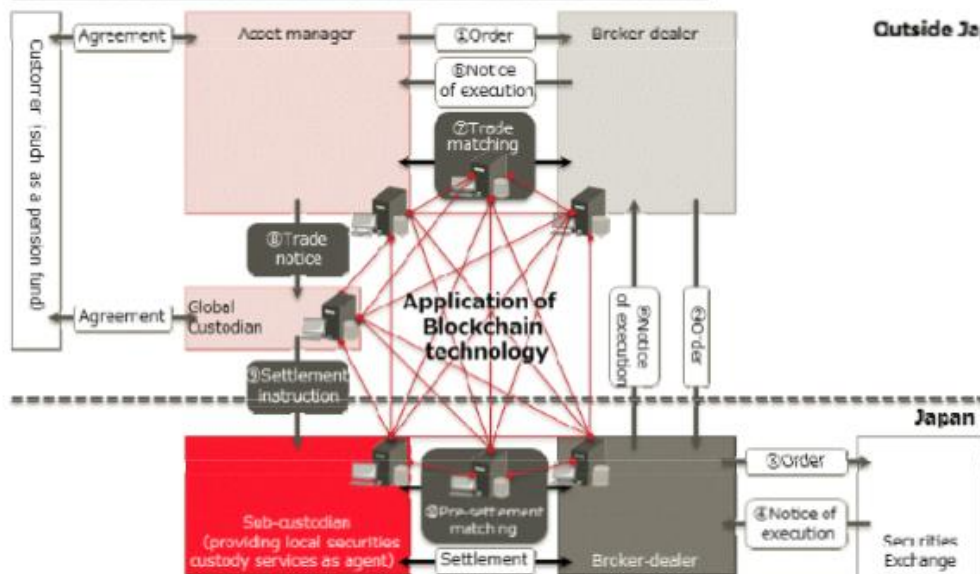 Agreement
Asset manager
①Order
Broker dealer
Outside Ja
⑥Notice
of execution
⑦Trade
matching
Customer (such as a pension fund)
⑧Trade
notice
Agreement
Global
Custodian
Application of
Blockchain
technology
of execution
②Order
⑨Settlement
instruction
Japan
③Order
④Notice of
execution
Sub-custodian
(providing local securities
custody services as agent)
⑩Pre-settlement
matching
Settlement
Broker-dealer
Securities
Exchange